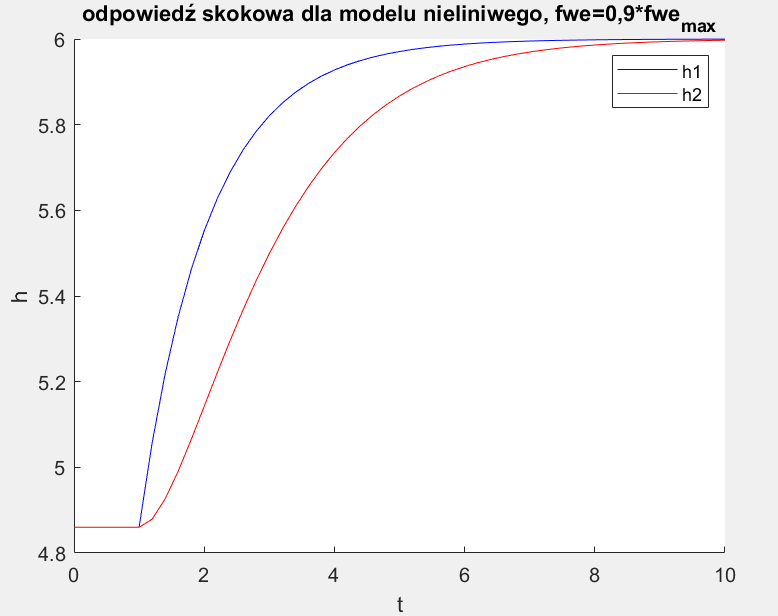 odpowiedź skokowa dla modelu nieliniwego, fwe=0,9*fwe_max
6
5.8
5.6
5.4
5.2
5
4.8
h
h1
h2
0 2 4 6 8 10
t